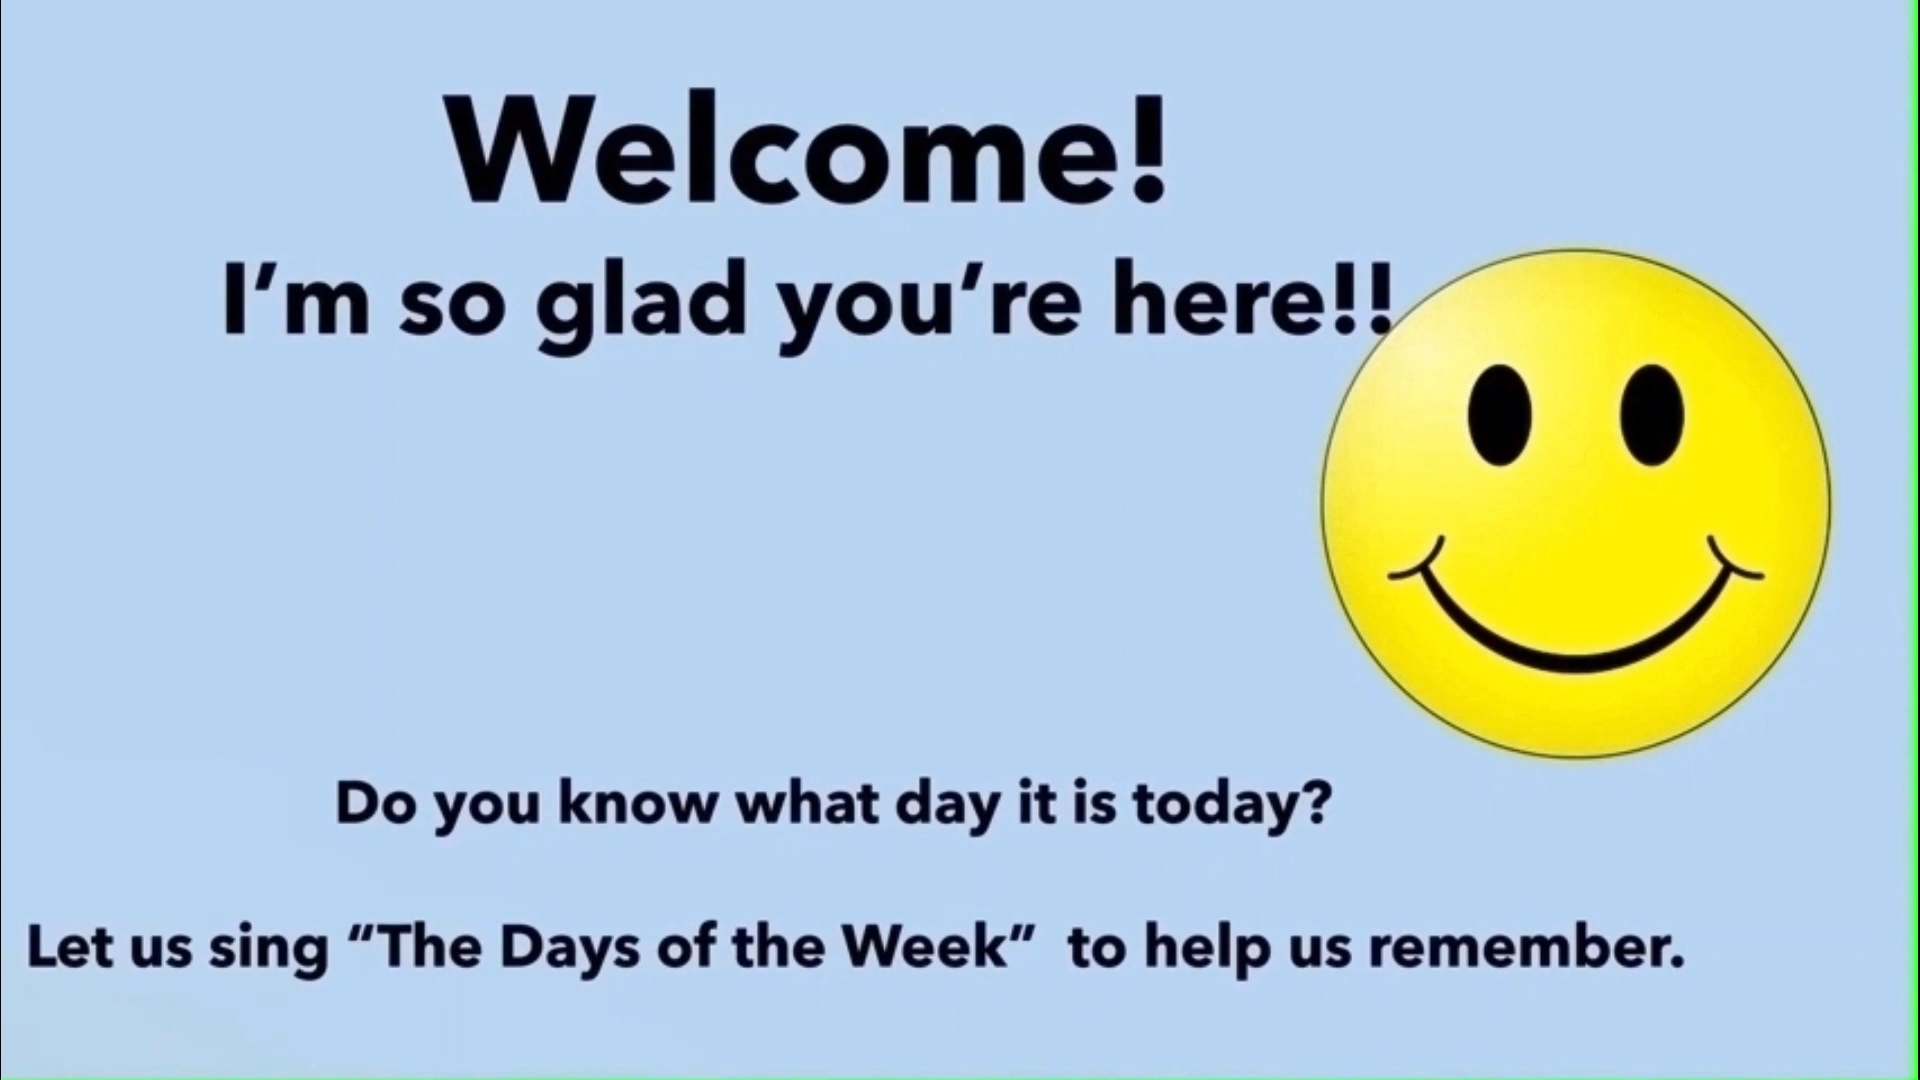 Welcome!
I’m so glad you’re here!!
Do you know what day it is today?
Let us sing “The Days of the Week”  to help us remember.